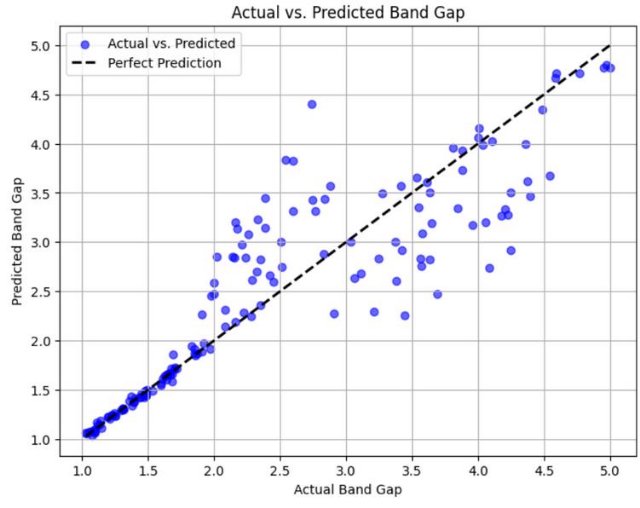 Actual vs. Predicted Band Gap
Actual vs. Predicted
Perfect Prediction
5.0
4.5
4.0
3.5
3.0
2.5
2.0
1.5
1.0
Predicted Band Gap
1.0 1.5 2.0 2.5 3.0 3.5 4.0 4.5 5.0
Actual Band Gap